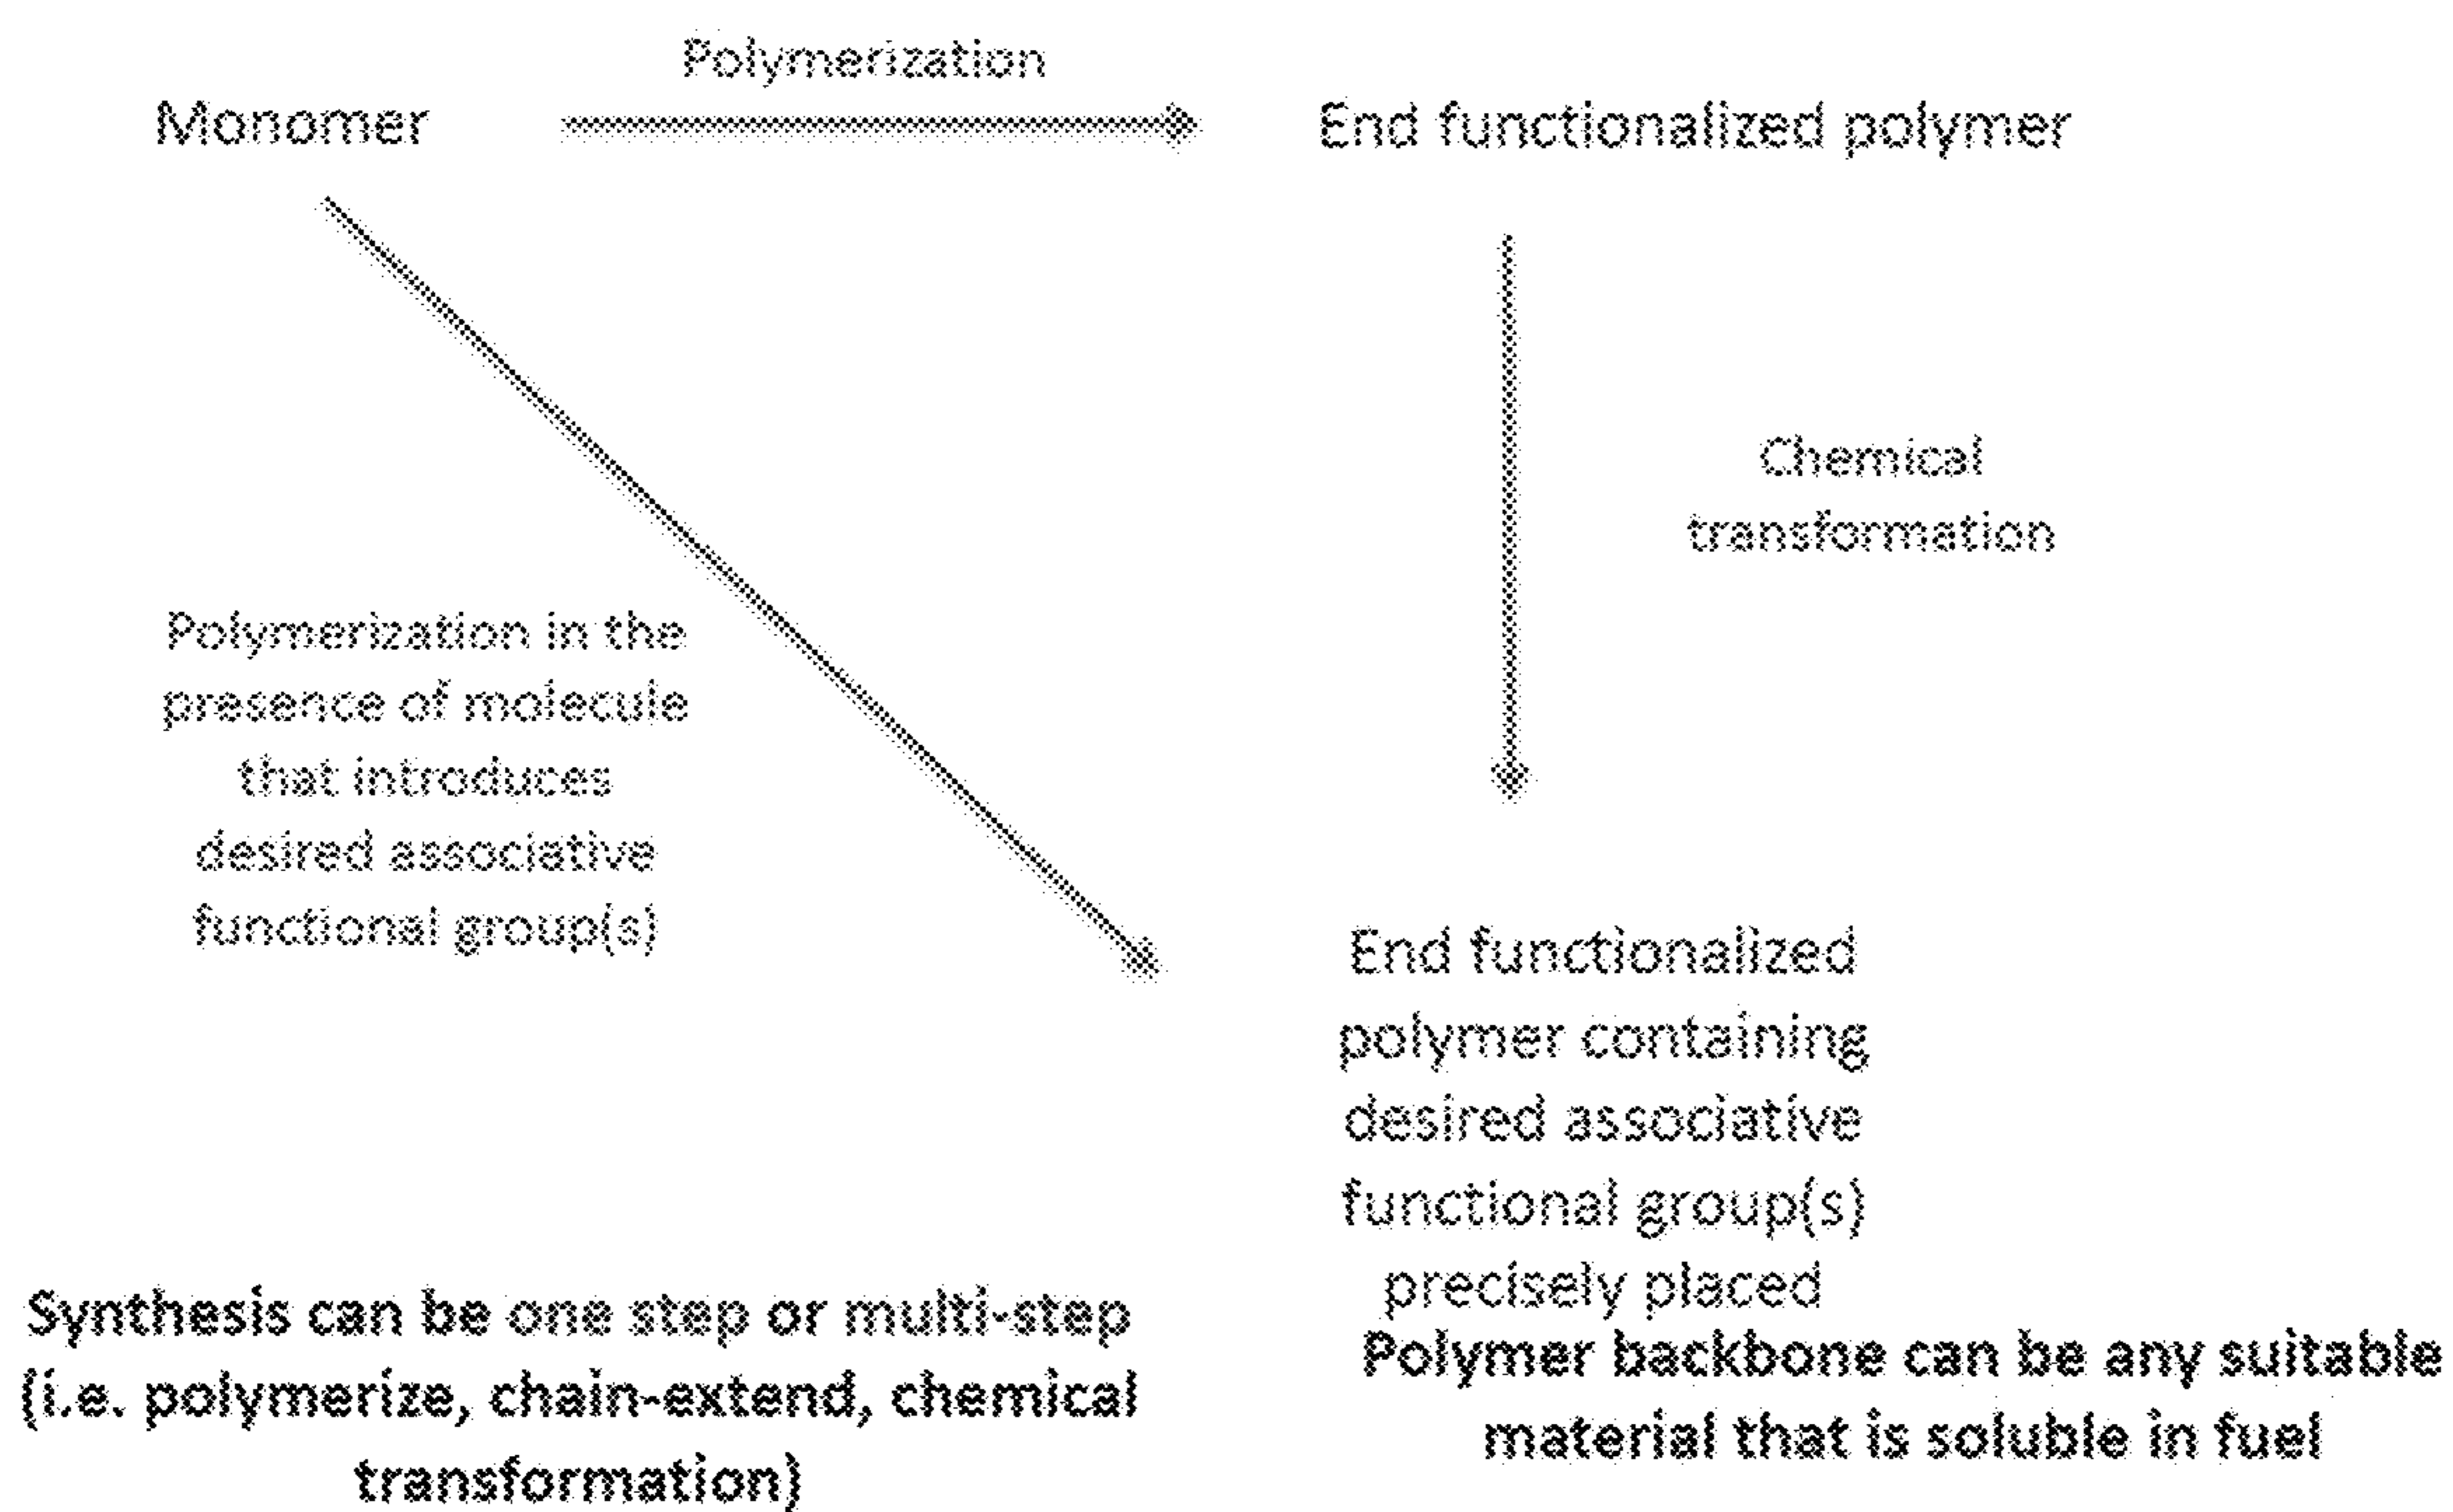 Polymerization
Monomer
End functionalized polymer
Chemical
transformation
Polymerization in the
presence of molecule
that introduces
desired associative
functional group(s)
End functionalized
polymer containing
desired associative
functional group(s)
precisely placed
Synthesis can be one step or multi-step
(i.e. polymerize, chain-extend, chemical
transformation)
Polymer backbone can be any suitable
material that is soluble in fuel